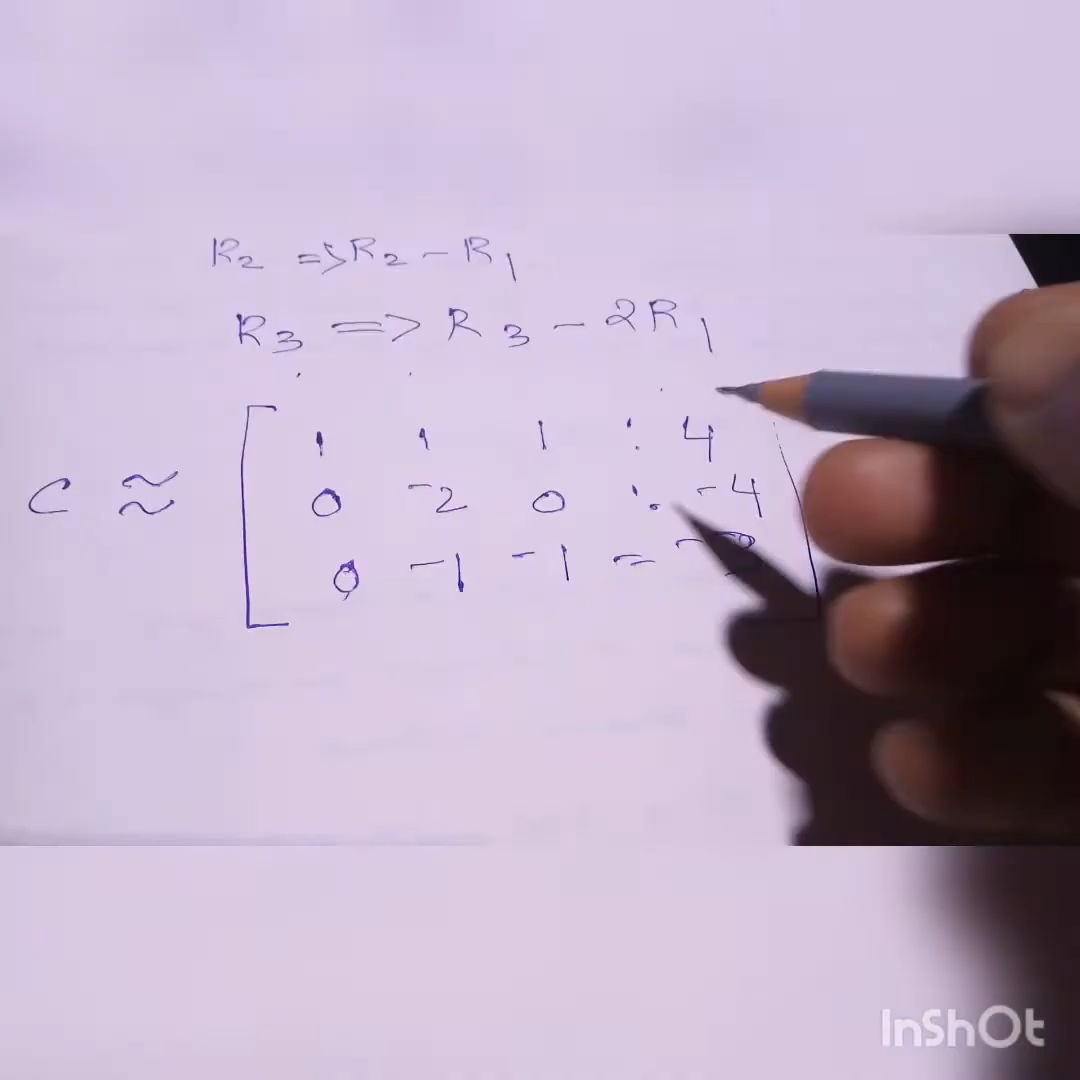 R2 => R2 - R1
R3 => R3 - 2R1
1 1 1 : 4
C ≈ 0 -2 0 : -4
0 -1 -1 =
InShOt